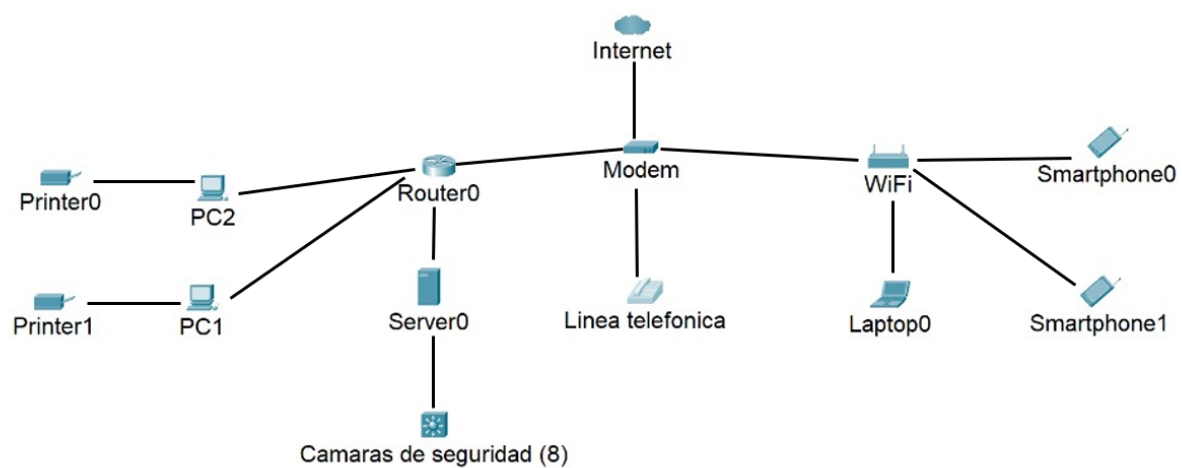 Internet
Modem
WiFi
Smartphone0
Router0
Printer0
PC2
Printer1
PC1
Server0
Linea telefonica
Laptop0
Smartphone1
Camaras de seguridad (8)